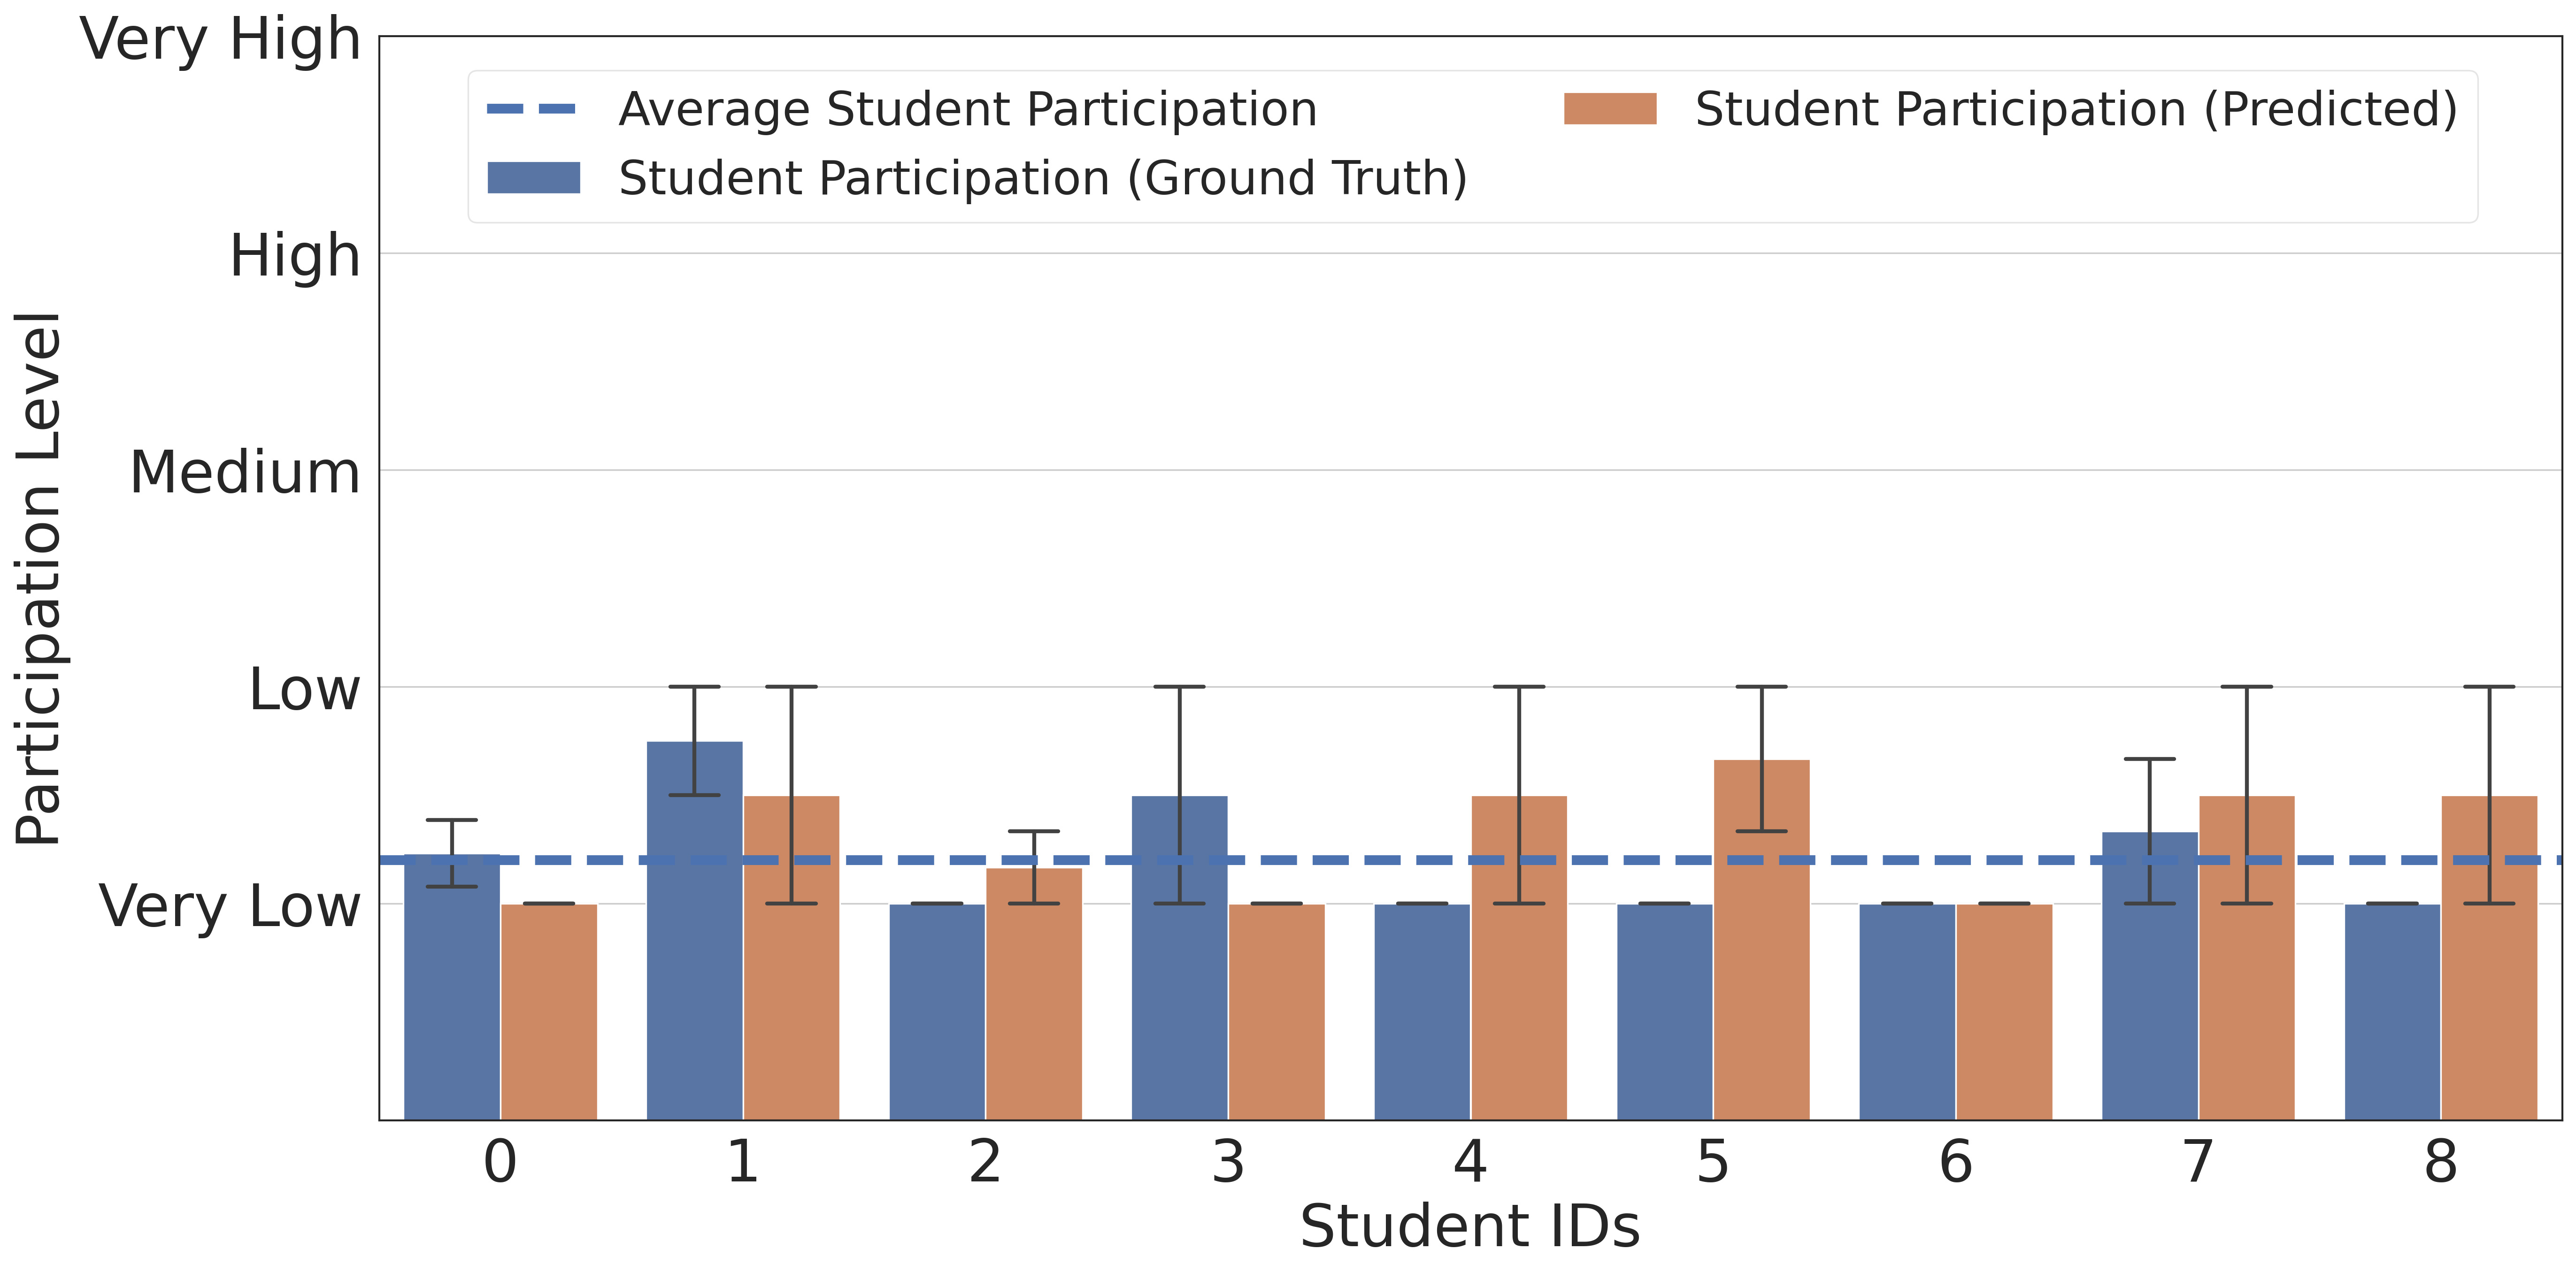 Very High
High
Medium
Low
Very Low
Participation Level
Average Student Participation
Student Participation (Ground Truth)
Student Participation (Predicted)
0 1 2 3 4 5 6 7 8
Student IDs